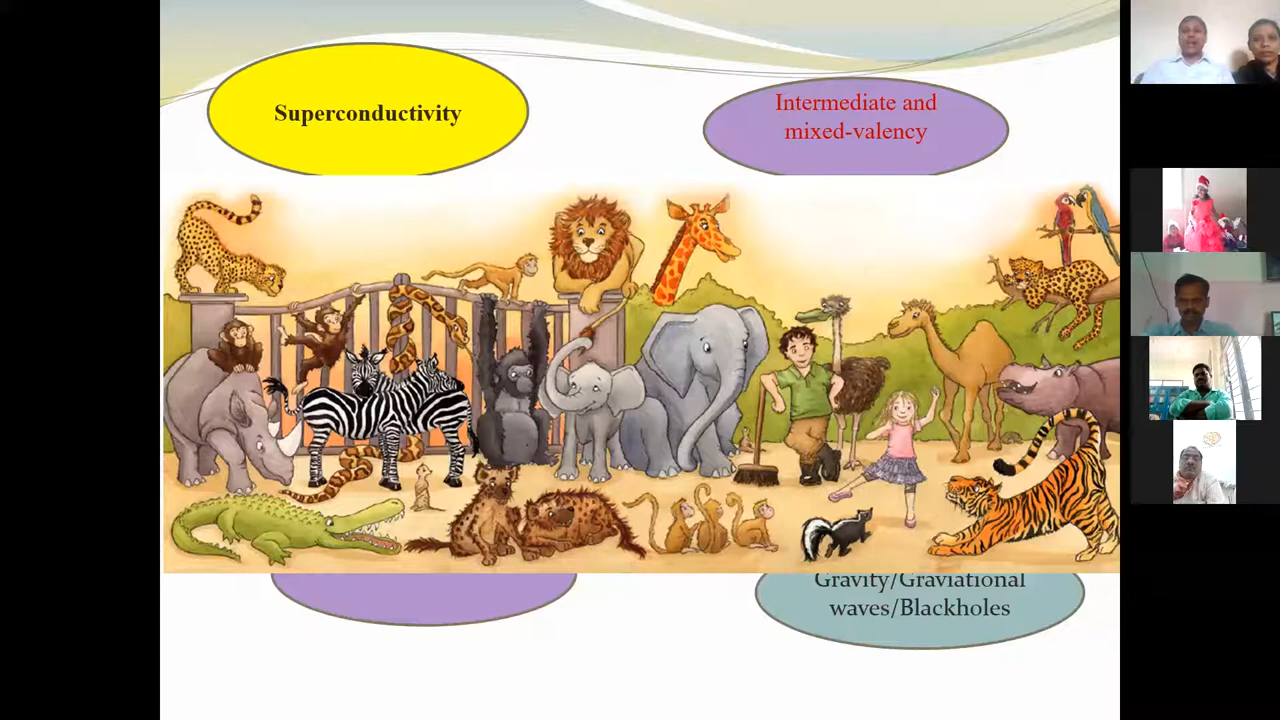 Superconductivity
Intermediate and
mixed-valency
Gravity/Graviational
waves/Blackholes